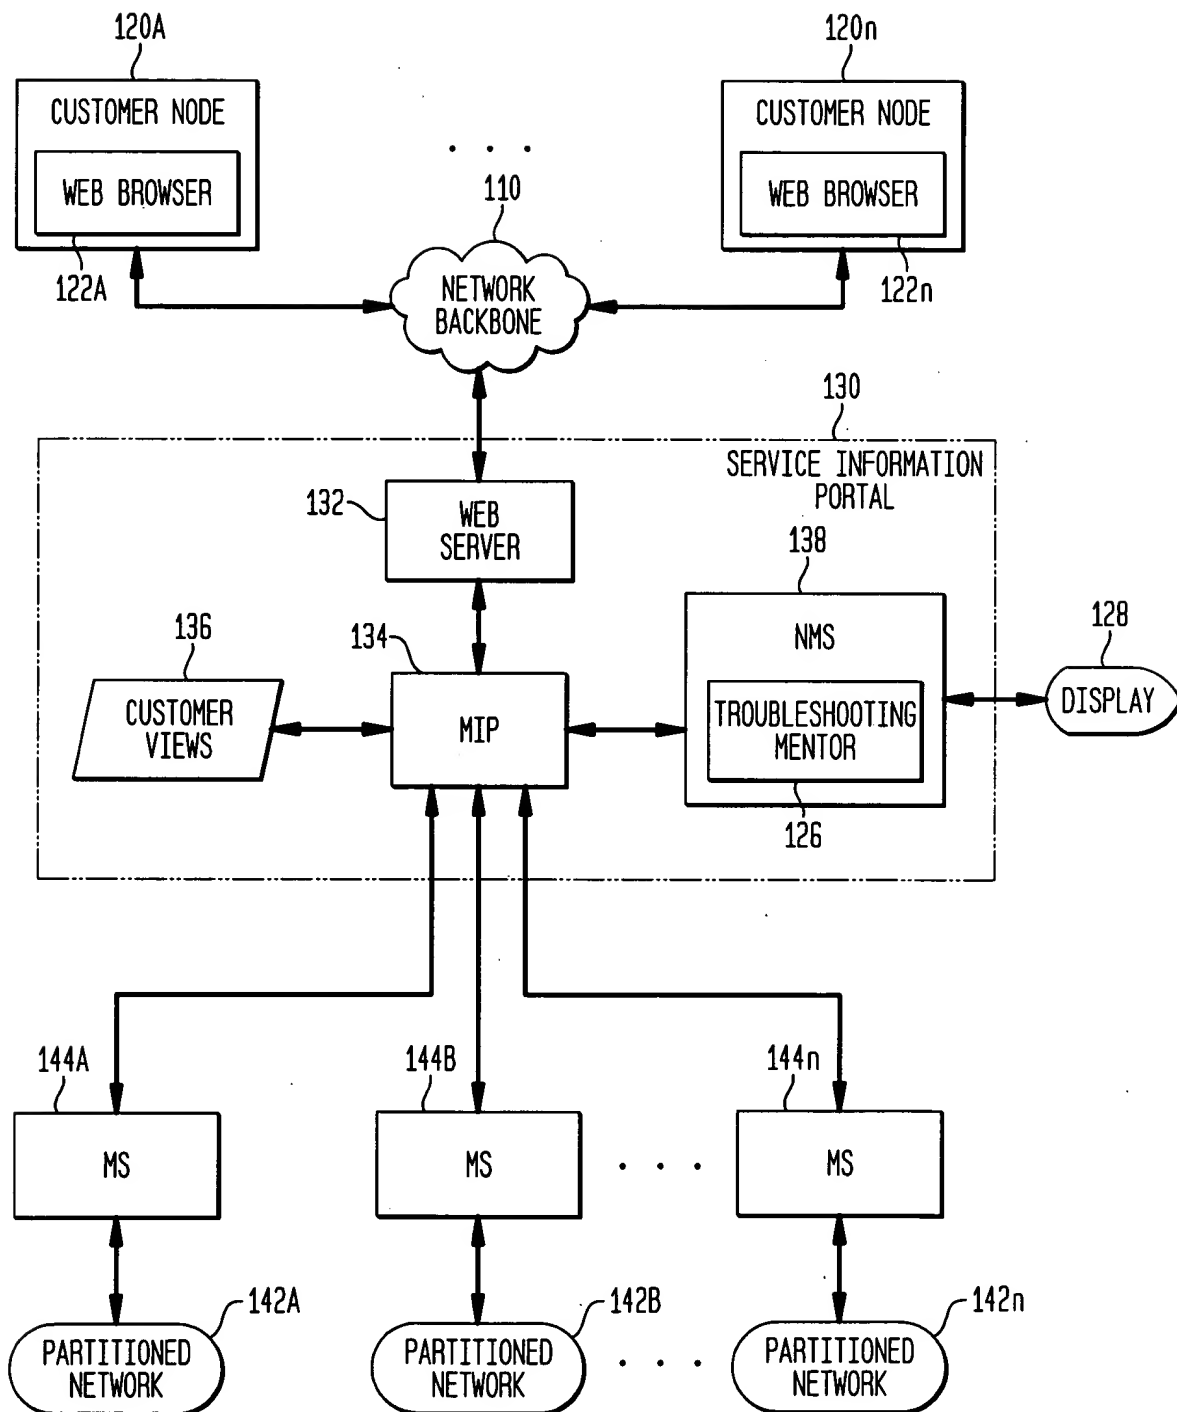 120A
120n
CUSTOMER NODE
CUSTOMER NODE
WEB BROWSER
WEB BROWSER
110
122A
122n
NETWORK
BACKBONE
130
SERVICE INFORMATION
PORTAL
132
WEB
SERVER
138
136
134
128
NMS
CUSTOMER
VIEWS
MIP
TROUBLESHOOTING
MENTOR
DISPLAY
126
144A
144B
144n
MS
MS
MS
142A
142B
142n
PARTITIONED
NETWORK
PARTITIONED
NETWORK
PARTITIONED
NETWORK